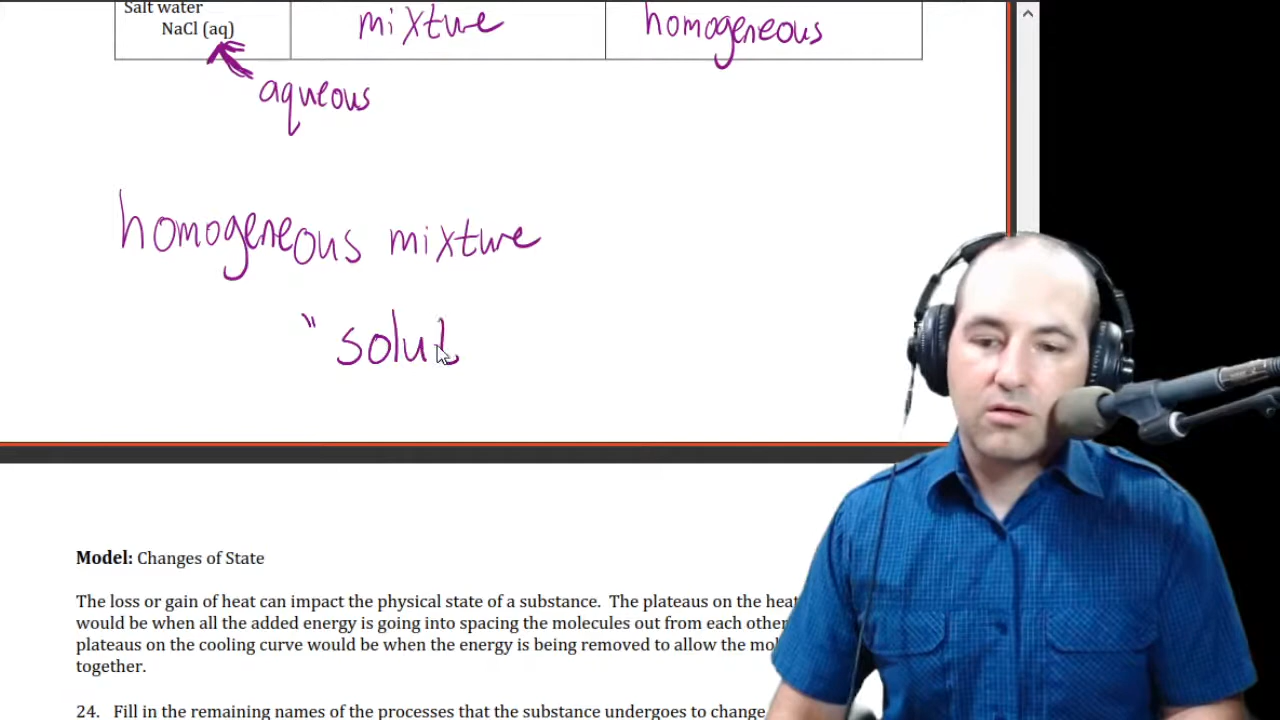 Salt water
NaCl (aq)
mixture
homogeneous
aqueous
homogeneous mixture
" solut
Model: Changes of State
The loss or gain of heat can impact the physical state of a substance. The plateaus on the heat
would be when all the added energy is going into spacing the molecules out from each other
plateaus on the cooling curve would be when the energy is being removed to allow the mol
together.
24. Fill in the remaining names of the processes that the substance undergoes to change